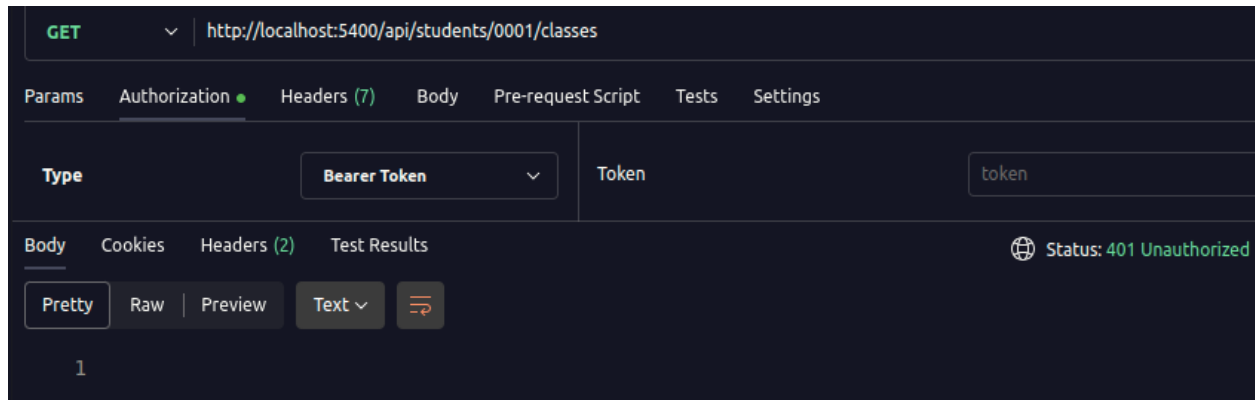 GET http://localhost:5400/api/students/0001/classes
Params Authorization Headers (7) Body Pre-request Script Tests Settings
Type Bearer Token Token token
Body Cookies Headers (2) Test Results Status: 401 Unauthorized
Pretty Raw Preview Text
1